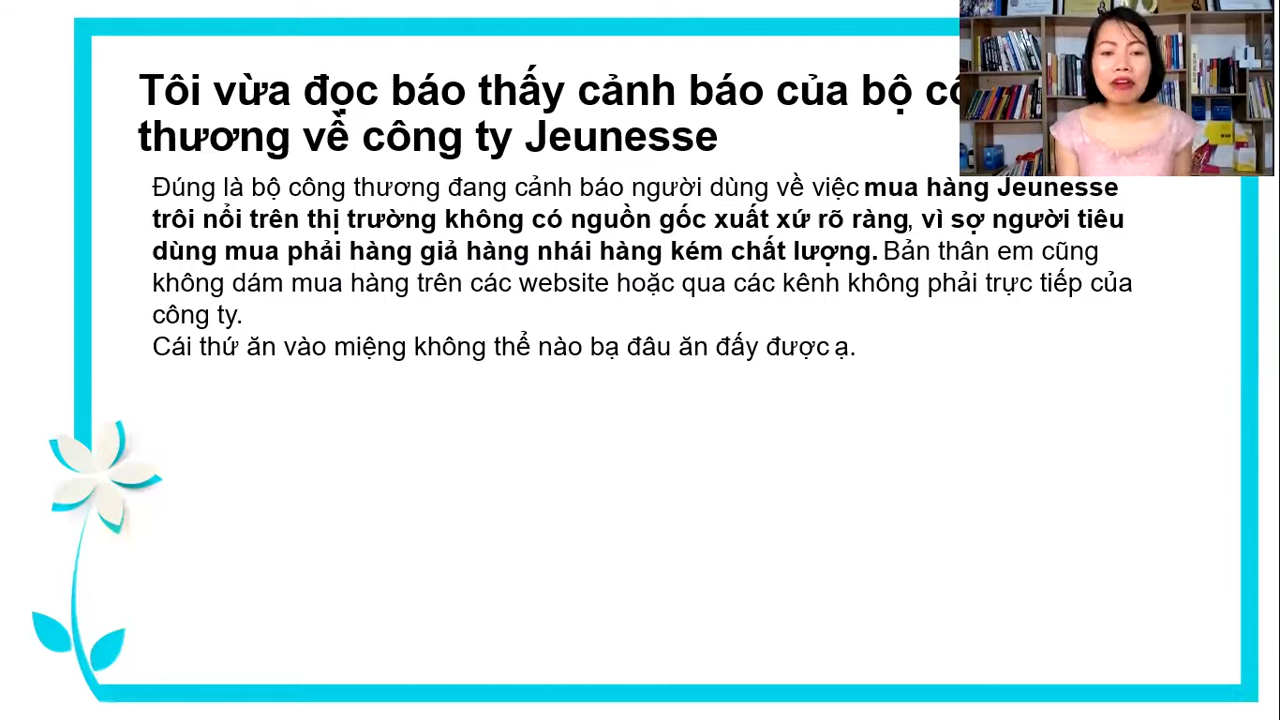 Tôi vừa đọc báo thấy cảnh báo của bộ
thương về công ty Jeunesse
Đúng là bộ công thương đang cảnh báo người dùng về việc mua hàng Jeunesse
trôi nổi trên thị trường không có nguồn gốc xuất xứ rõ ràng, vì sợ người tiêu
dùng mua phải hàng giả hàng nhái hàng kém chất lượng. Bản thân em cũng
không dám mua hàng trên các website hoặc qua các kênh không phải trực tiếp của
công ty.
Cái thứ ăn vào miệng không thể nào bạ đâu ăn đấy được ạ.